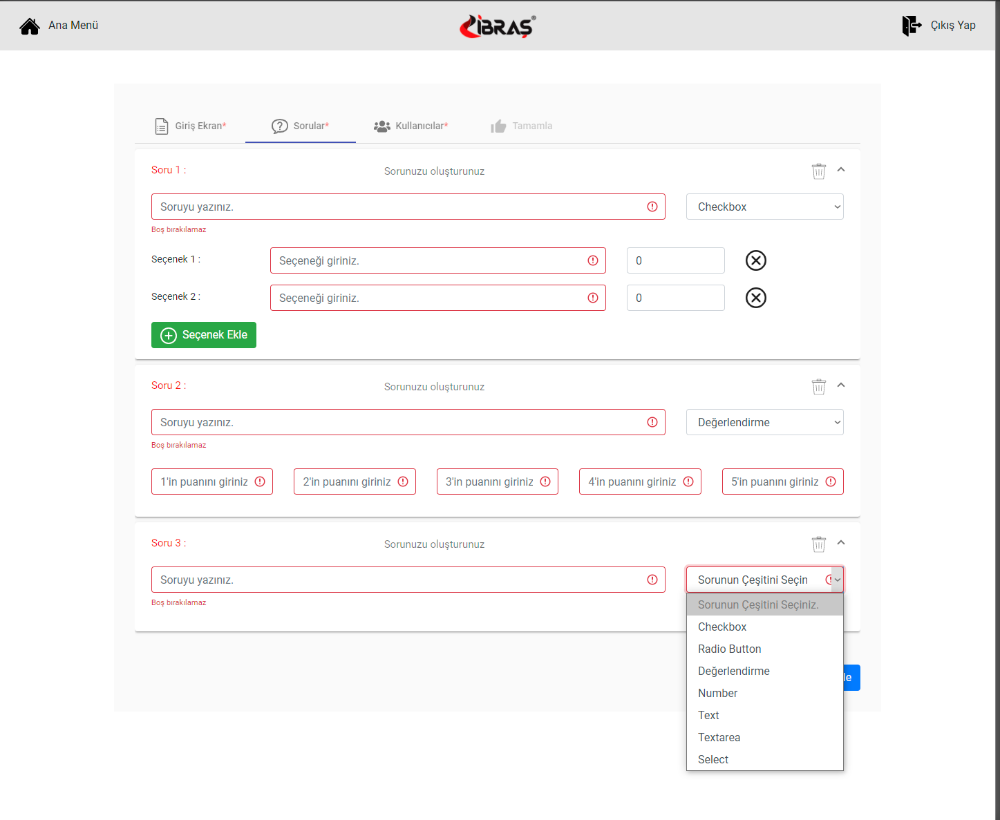 Ana Menü
İBRAŞ®
Çıkış Yap
Giriş Ekran*
Sorular*
Kullanıcılar*
Tamamla
Soru 1 :
Sorunuzu oluşturunuz
Soruyu yazınız.
Checkbox
Boş bırakılamaz
Seçenek 1 :
Seçeneği giriniz.
0
Seçenek 2 :
Seçeneği giriniz.
0
Seçenek Ekle
Soru 2 :
Sorunuzu oluşturunuz
Soruyu yazınız.
Değerlendirme
Boş bırakılamaz
1'in puanını giriniz
2'in puanını giriniz
3'in puanını giriniz
4'in puanını giriniz
5'in puanını giriniz
Soru 3 :
Sorunuzu oluşturunuz
Soruyu yazınız.
Sorunun Çeşitini Seçin
Boş bırakılamaz
Sorunun Çeşitini Seçiniz.
Checkbox
Radio Button
Değerlendirme
Number
Text
Textarea
Select
le